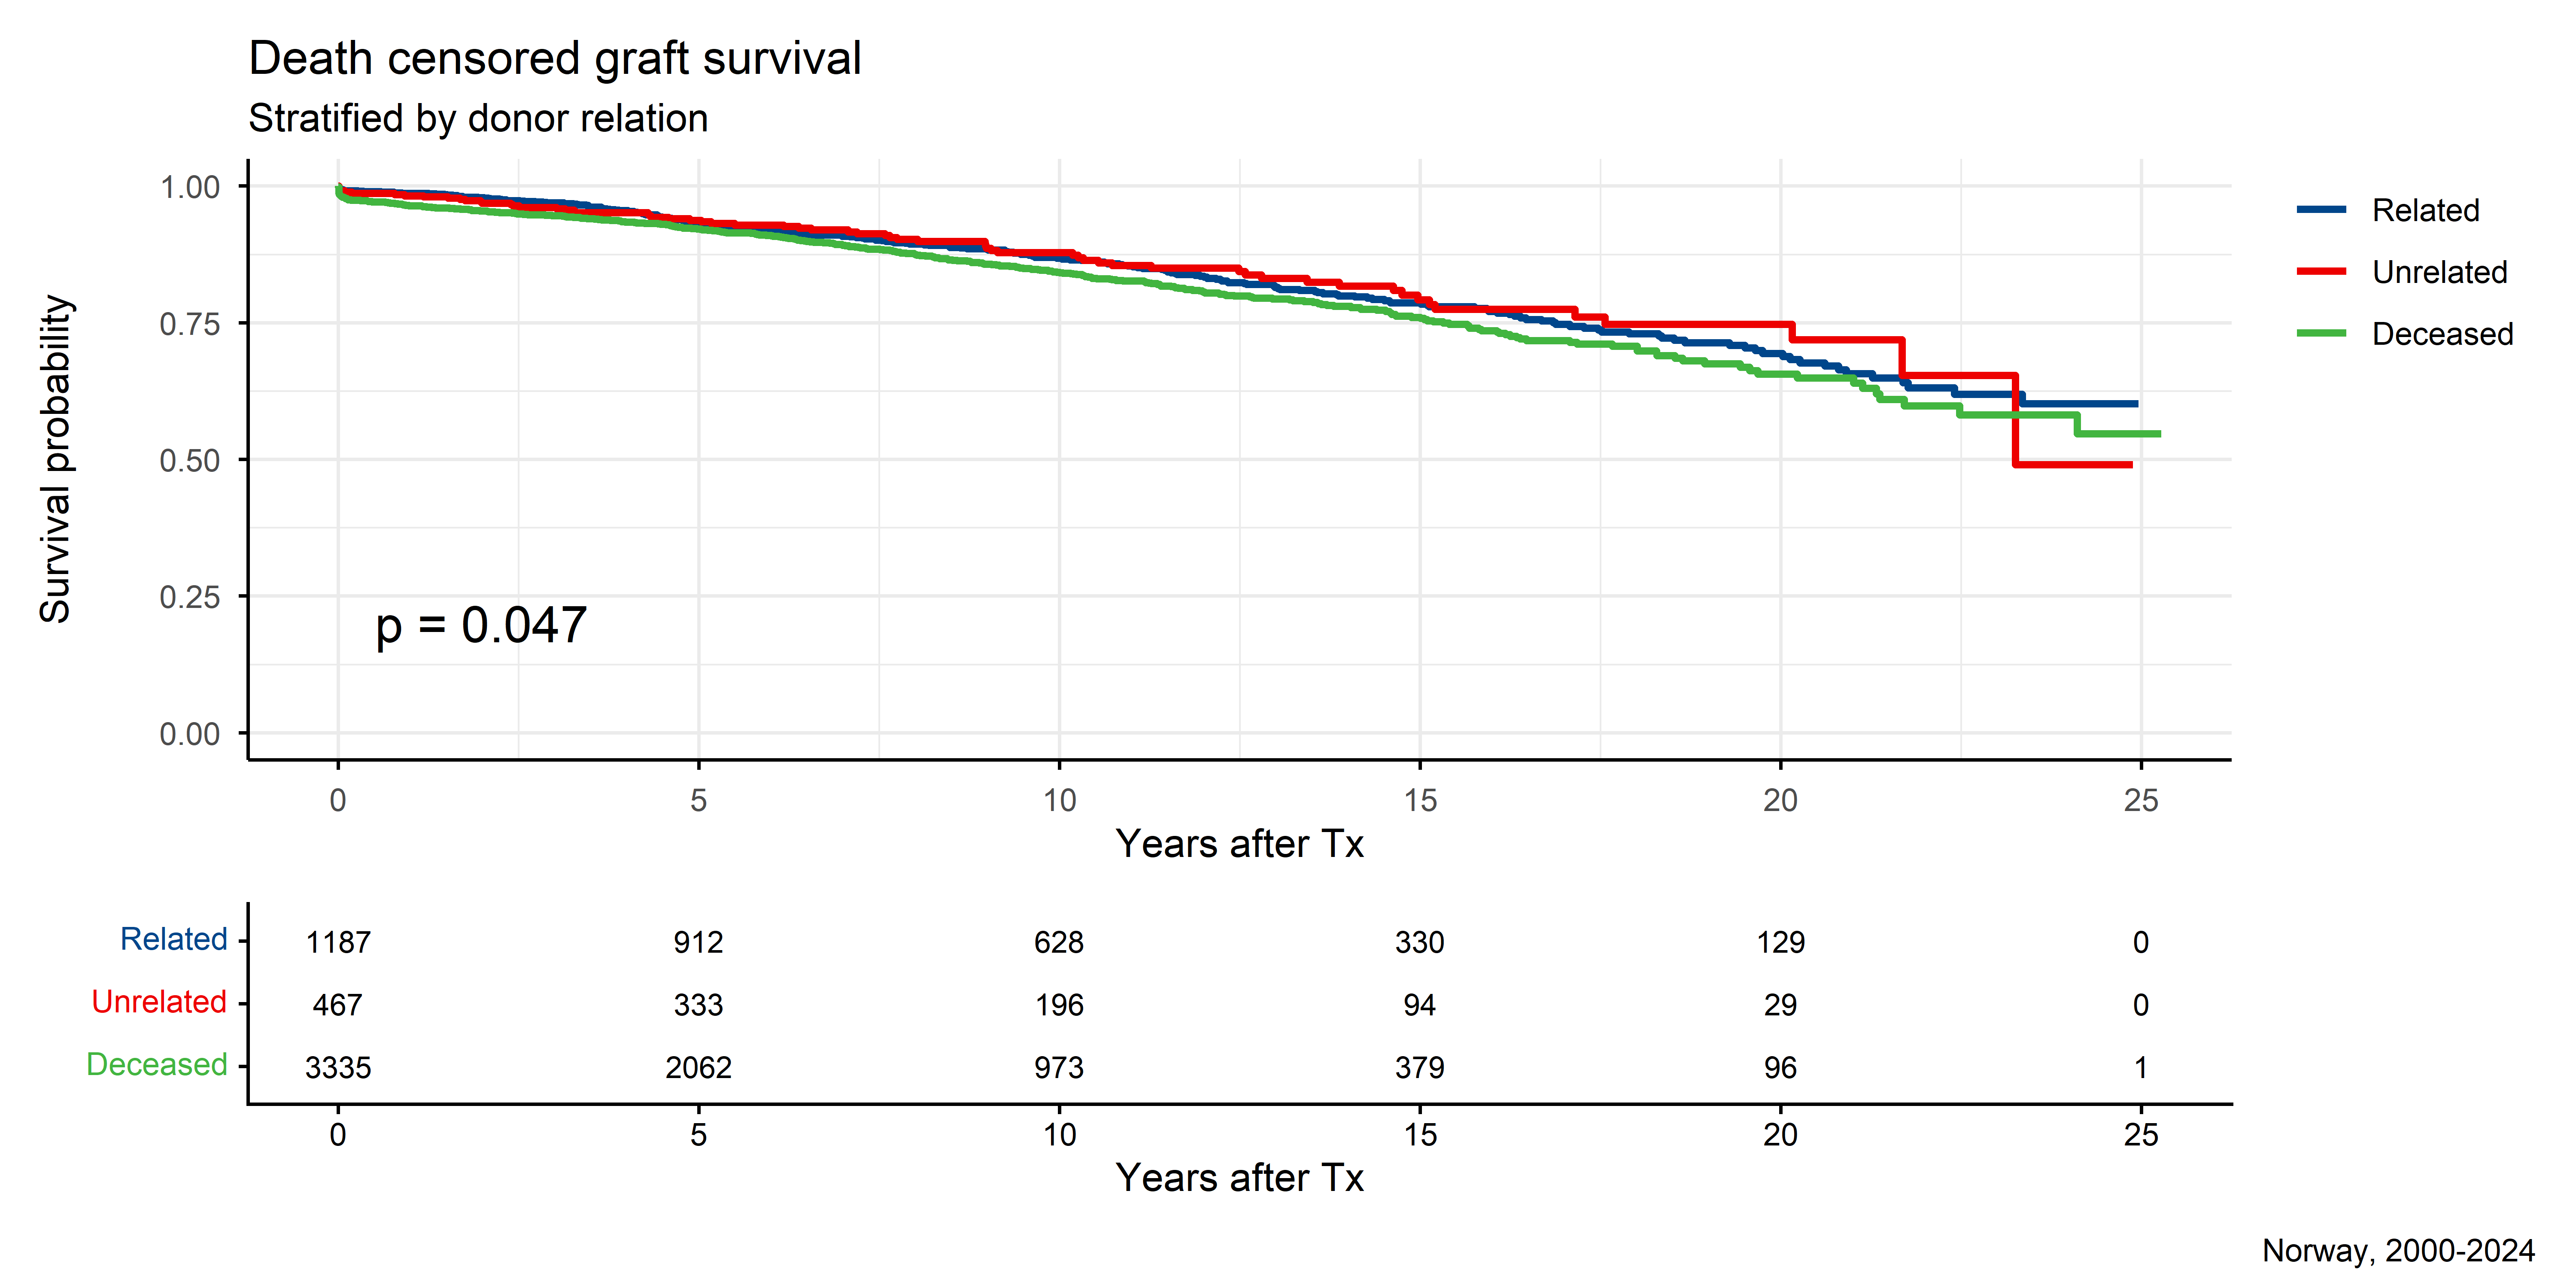 Death censored graft survival
Stratified by donor relation
Survival probability
1.00
0.75
0.50
0.25
0.00
p = 0.047
0 5 10 15 20 25
Years after Tx
Related
Unrelated
Deceased
Related 1187 912 628 330 129 0
Unrelated 467 333 196 94 29 0
Deceased 3335 2062 973 379 96 1
0 5 10 15 20 25
Years after Tx
Norway, 2000-2024